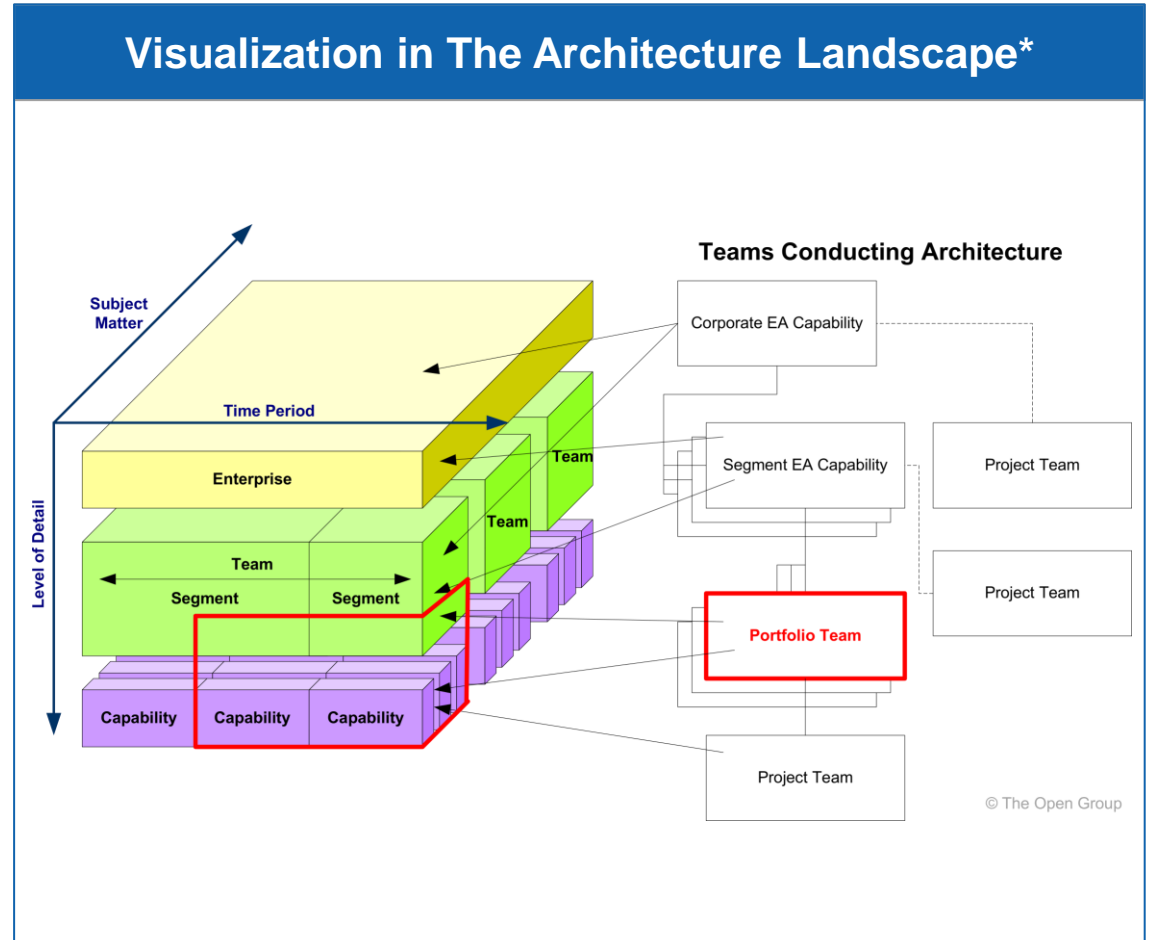 Visualization in The Architecture Landscape*
Teams Conducting Architecture
Subject
Matter
Time Period
Level of Detail
Enterprise
Team
Team
Team
Segment
Segment
Capability
Capability
Capability
Corporate EA Capability
Segment EA Capability
Project Team
Project Team
Portfolio Team
Project Team
© The Open Group